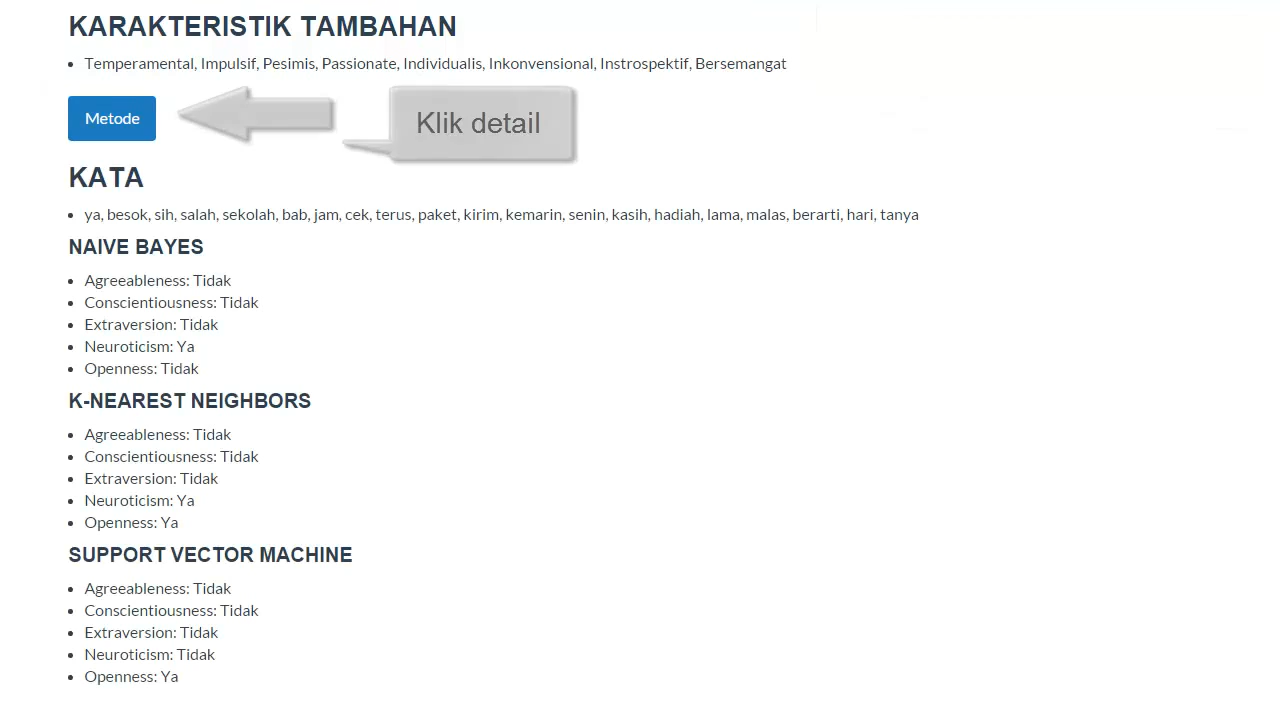 KARAKTERISTIK TAMBAHAN
Temperamental, Impulsif, Pesimis, Passionate, Individualis, Inkonvensional, Instrospektif, Bersemangat
Metode
Klik detail
KATA
ya, besok, sih, salah, sekolah, bab, jam, cek, terus, paket, kirim, kemarin, senin, kasih, hadiah, lama, malas, berarti, hari, tanya
NAIVE BAYES
Agreeableness: Tidak
Conscientiousness: Tidak
Extraversion: Tidak
Neuroticism: Ya
Openness: Tidak
K-NEAREST NEIGHBORS
Agreeableness: Tidak
Conscientiousness: Tidak
Extraversion: Tidak
Neuroticism: Ya
Openness: Ya
SUPPORT VECTOR MACHINE
Agreeableness: Tidak
Conscientiousness: Tidak
Extraversion: Tidak
Neuroticism: Tidak
Openness: Ya